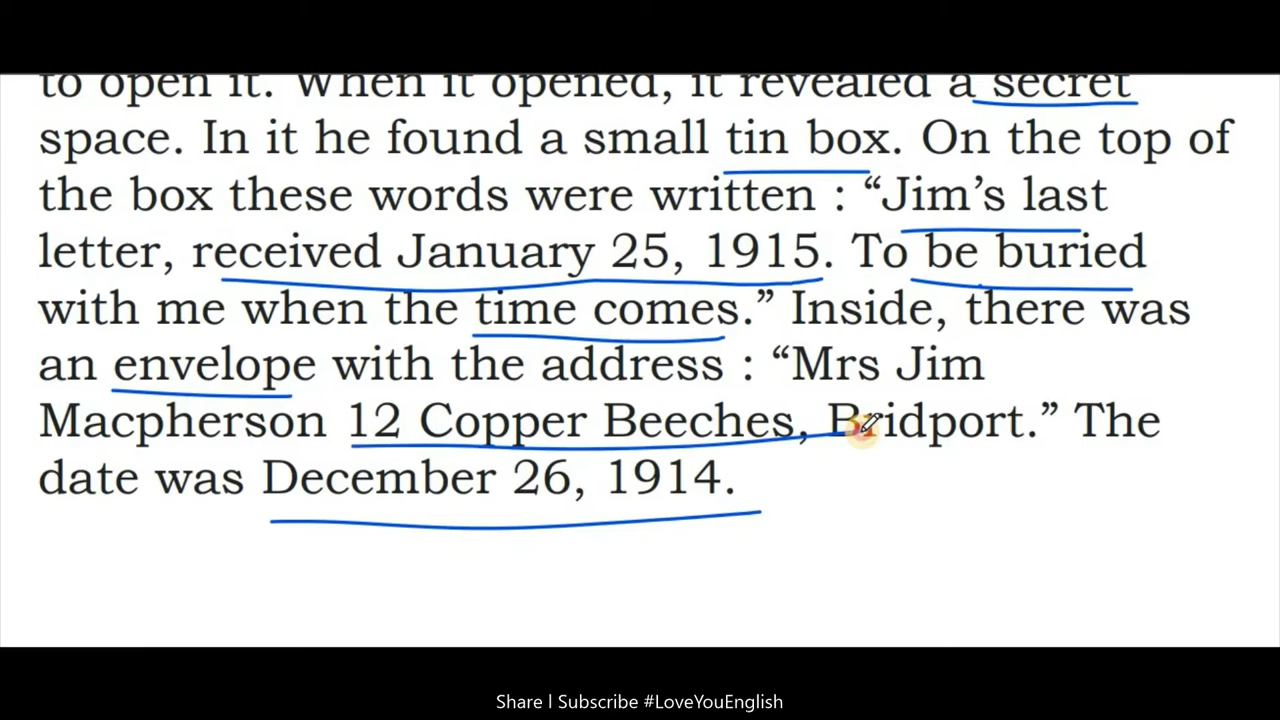 to open it. When it opened, it revealed a secret
space. In it he found a small tin box. On the top of
the box these words were written : “Jim’s last
letter, received January 25, 1915. To be buried
with me when the time comes.” Inside, there was
an envelope with the address : “Mrs Jim
Macpherson 12 Copper Beeches, Bridport.” The
date was December 26, 1914.
Share l Subscribe #LoveYouEnglish